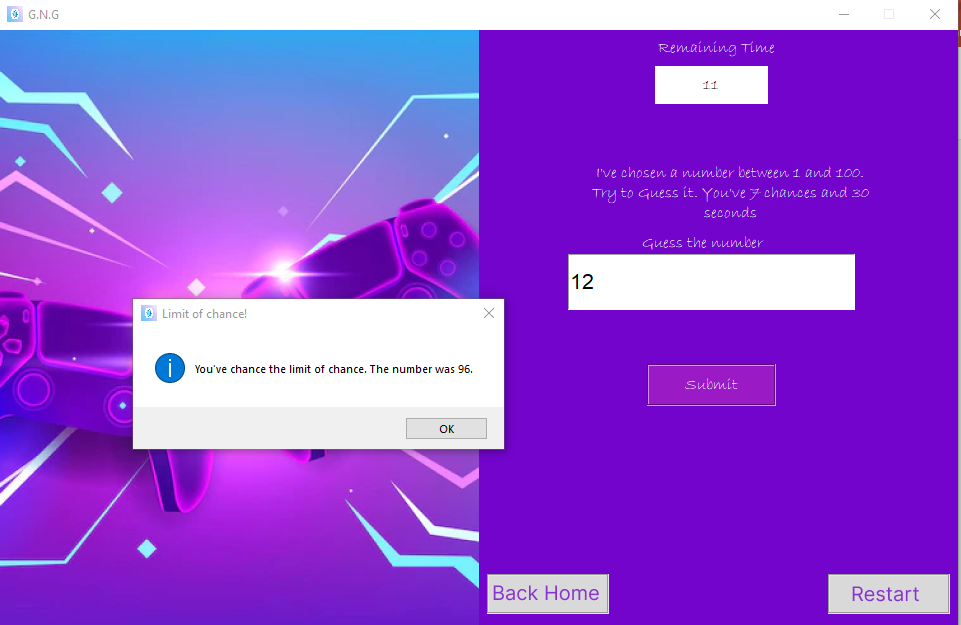 G.N.G
Remaining Time
11
I've chosen a number between 1 and 100.
Try to Guess it. You've 7 chances and 30
seconds
Guess the number
12
Limit of chance!
You've chance the limit of chance. The number was 96.
OK
Submit
Back Home
Restart